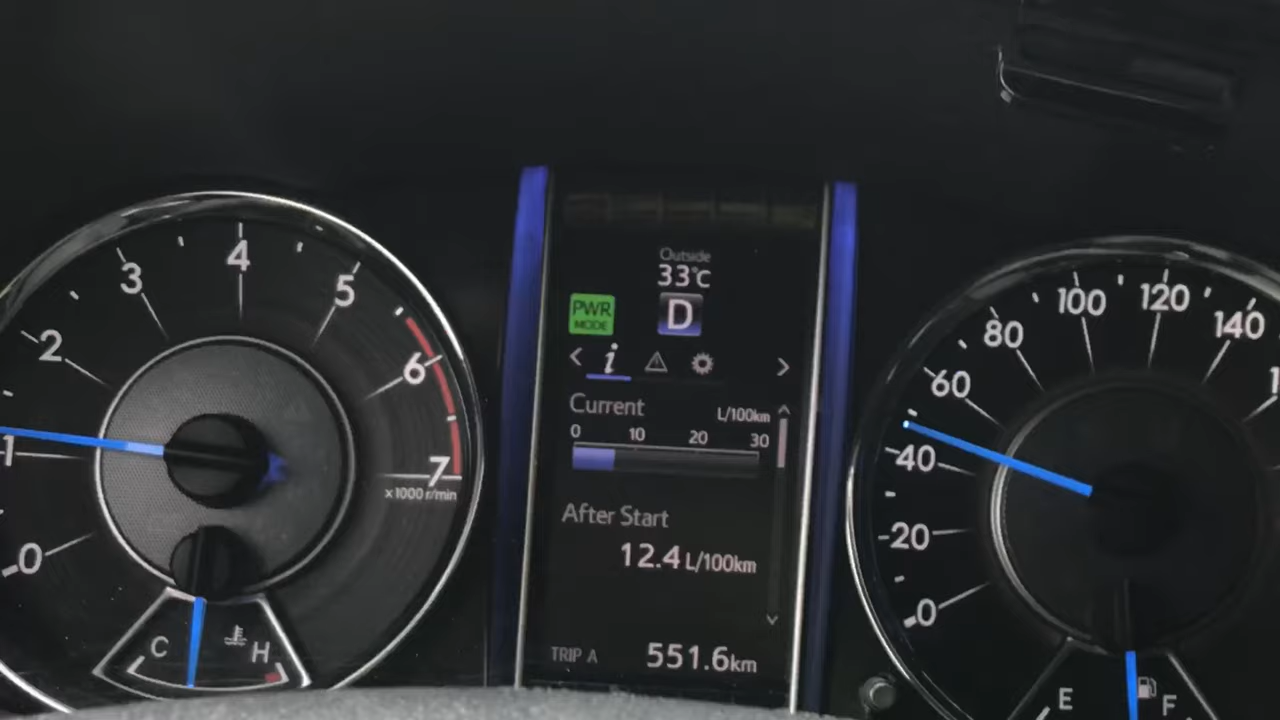 0
1
2
3
4
5
6
7
x1000 r/min
C
H
Outside
33°C
PWR
MODE
D
i
Current
L/100km
0 10 20 30
After Start
12.4 L/100km
TRIP A
551.6km
0
20
40
60
80
100
120
140
E
F